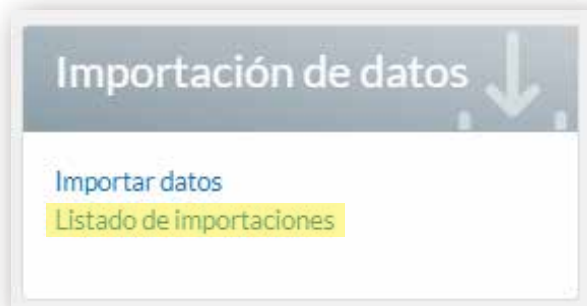 Importación de datos
Importar datos
Listado de importaciones